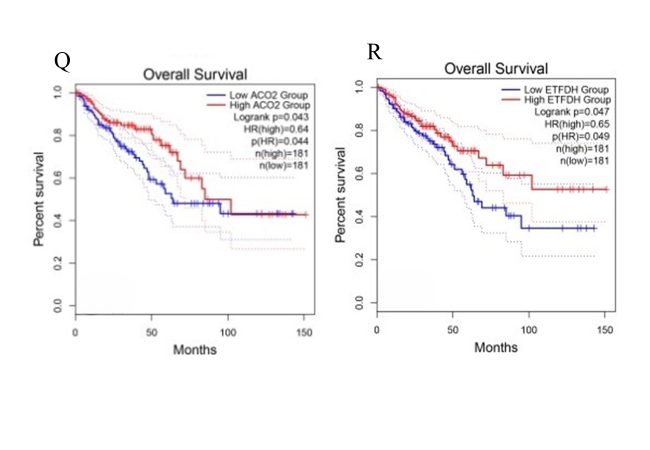 Q
Overall Survival
Low ACO2 Group
High ACO2 Group
Logrank p=0.043
HR(high)=0.64
p(HR)=0.044
n(high)=181
n(low)=181
Percent survival
1.0
0.8
0.6
0.4
0.2
0.0
0 50 100 150
Months
R
Overall Survival
Low ETFDH Group
High ETFDH Group
Logrank p=0.047
HR(high)=0.65
p(HR)=0.049
n(high)=181
n(low)=181
Percent survival
1.0
0.8
0.6
0.4
0.2
0.0
0 50 100 150
Months